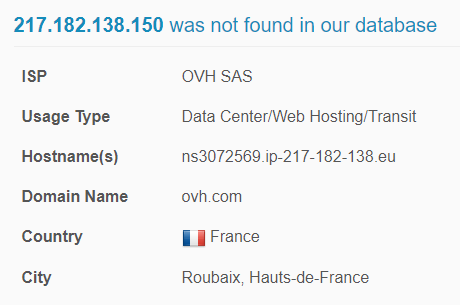 217.182.138.150 was not found in our database
ISP OVH SAS
Usage Type Data Center/Web Hosting/Transit
Hostname(s) ns3072569.ip-217-182-138.eu
Domain Name ovh.com
Country France
City Roubaix, Hauts-de-France